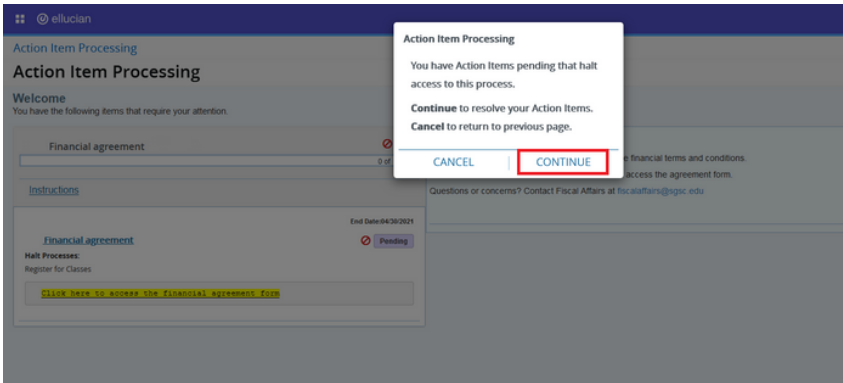 ellucian
Action Item Processing
Action Item Processing
Welcome
You have the following items that require your attention.
Financial agreement
0 of
Instructions
End Date:04/30/2021
Financial agreement
Pending
Halt Processes:
Register for Classes
Click here to access the financial agreement form
Action Item Processing
You have Action Items pending that halt
access to this process.
Continue to resolve your Action Items.
Cancel to return to previous page.
CANCEL
CONTINUE
financial terms and conditions.
access the agreement form.
Questions or concerns? Contact Fiscal Affairs at fiscalaffairs@sgsc.edu